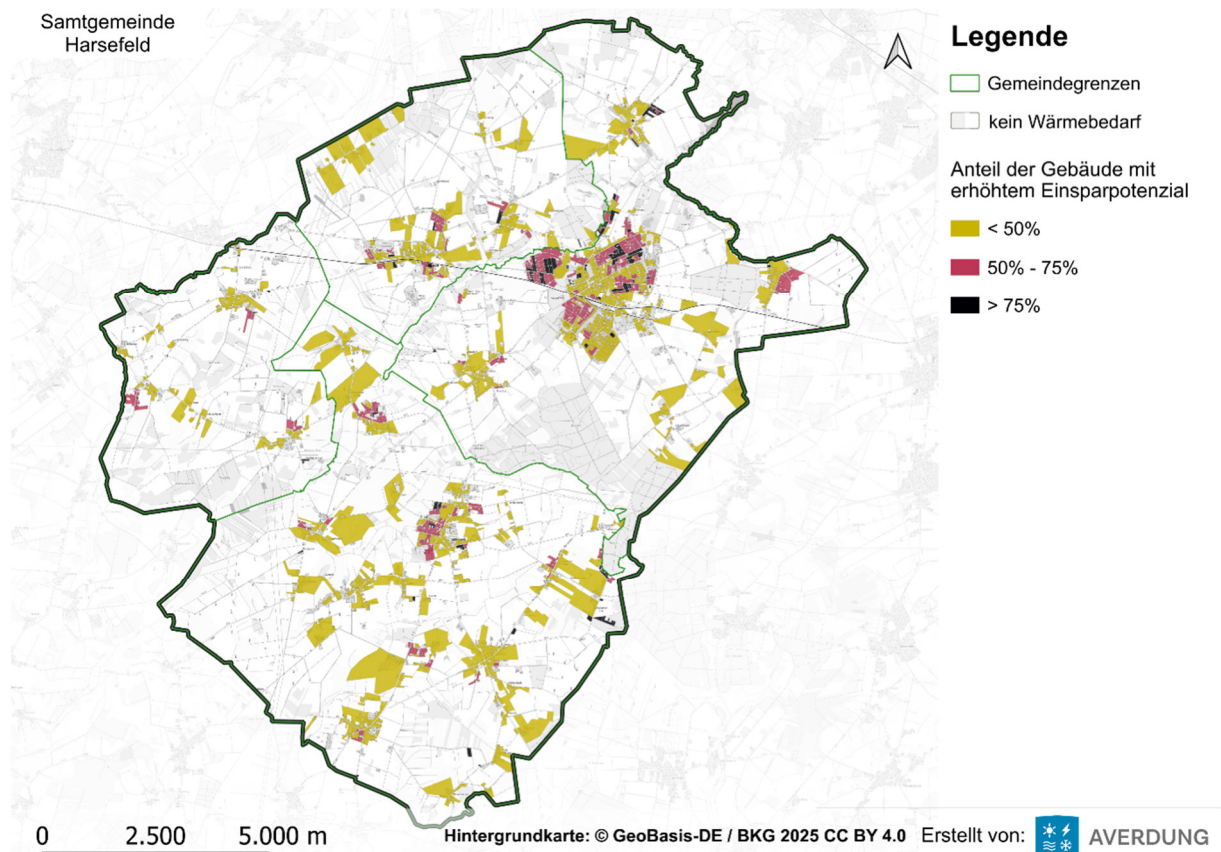 Samtgemeinde
Harsefeld
Legende
Gemeindegrenzen
kein Wärmebedarf
Anteil der Gebäude mit
erhöhtem Einsparpotenzial
< 50%
50% - 75%
> 75%
0 2.500 5.000 m
Hintergrundkarte: © GeoBasis-DE / BKG 2025 CC BY 4.0 Erstellt von: AVERDUNG